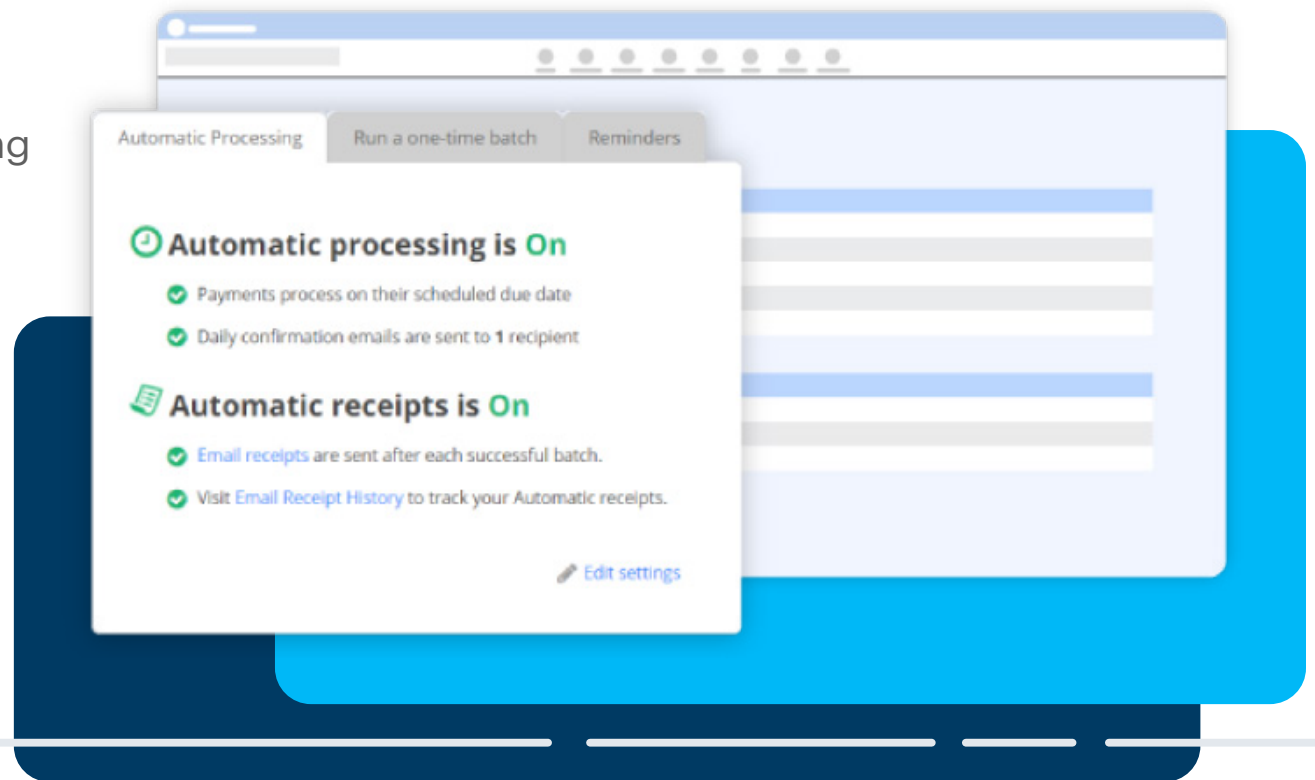 ng
Automatic Processing
Run a one-time batch
Reminders
Automatic processing is On
Payments process on their scheduled due date
Daily confirmation emails are sent to 1 recipient
Automatic receipts is On
Email receipts are sent after each successful batch.
Visit Email Receipt History to track your Automatic receipts.
Edit settings